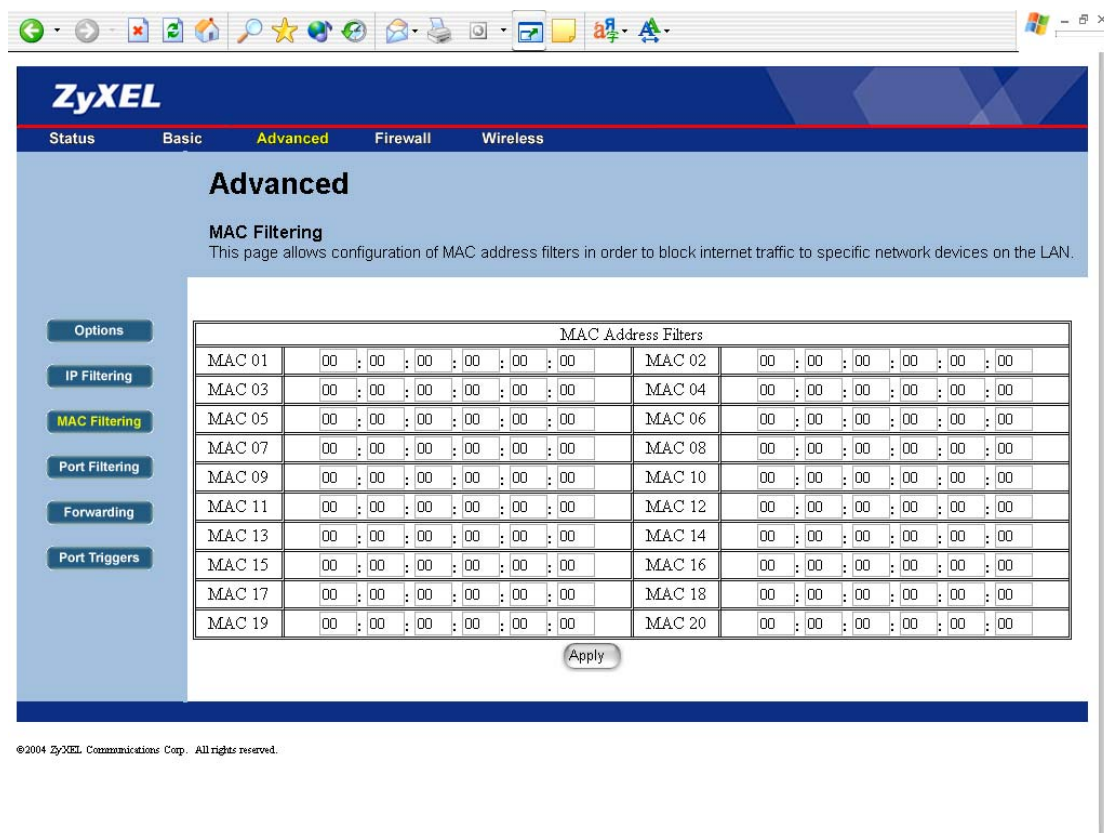 ZyXEL
Status Basic Advanced Firewall Wireless
Advanced
MAC Filtering
This page allows configuration of MAC address filters in order to block internet traffic to specific network devices on the LAN.
Options
IP Filtering
MAC Filtering
Port Filtering
Forwarding
Port Triggers
MAC Address Filters
MAC 01 00 : 00 : 00 : 00 : 00 : 00 MAC 02 00 : 00 : 00 : 00 : 00 : 00
MAC 03 00 : 00 : 00 : 00 : 00 : 00 MAC 04 00 : 00 : 00 : 00 : 00 : 00
MAC 05 00 : 00 : 00 : 00 : 00 : 00 MAC 06 00 : 00 : 00 : 00 : 00 : 00
MAC 07 00 : 00 : 00 : 00 : 00 : 00 MAC 08 00 : 00 : 00 : 00 : 00 : 00
MAC 09 00 : 00 : 00 : 00 : 00 : 00 MAC 10 00 : 00 : 00 : 00 : 00 : 00
MAC 11 00 : 00 : 00 : 00 : 00 : 00 MAC 12 00 : 00 : 00 : 00 : 00 : 00
MAC 13 00 : 00 : 00 : 00 : 00 : 00 MAC 14 00 : 00 : 00 : 00 : 00 : 00
MAC 15 00 : 00 : 00 : 00 : 00 : 00 MAC 16 00 : 00 : 00 : 00 : 00 : 00
MAC 17 00 : 00 : 00 : 00 : 00 : 00 MAC 18 00 : 00 : 00 : 00 : 00 : 00
MAC 19 00 : 00 : 00 : 00 : 00 : 00 MAC 20 00 : 00 : 00 : 00 : 00 : 00
Apply
©2004 ZyXEL Communications Corp. All rights reserved.